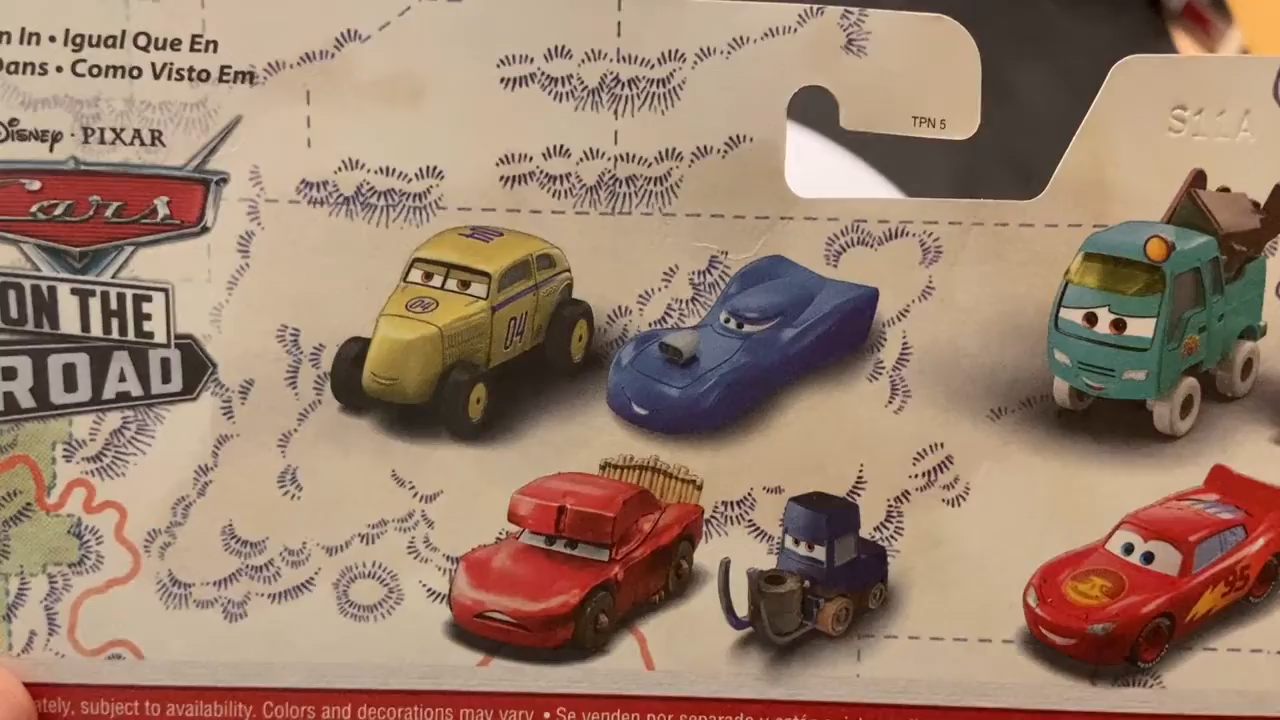 In • Igual Que En
Dans • Como Visto Em
Disney • PIXAR
Cars
ON THE
ROAD
TPN 5
S11A
04
04
95
subject to availability. Colors and decorations may vary. • Se venden por separado y